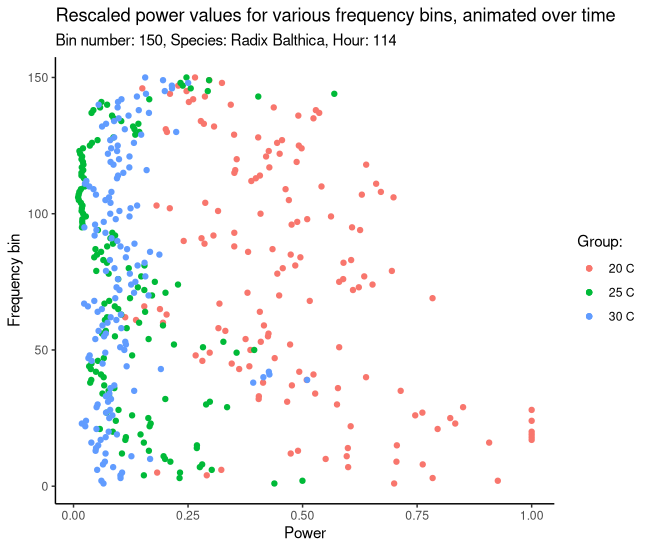 Rescaled power values for various frequency bins, animated over time
Bin number: 150, Species: Radix Balthica, Hour: 114
150
100
50
0
Frequency bin
0.00 0.25 0.50 0.75 1.00
Power
Group:
20 C
25 C
30 C